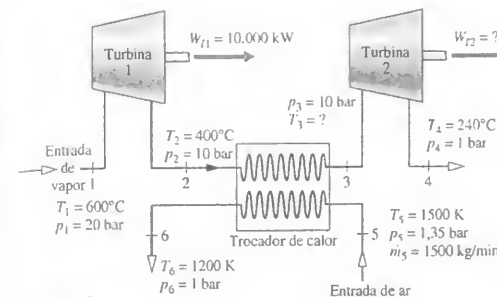 Ẇt1 = 10.000 kW
Ẇt2 = ?
Turbina
1
Turbina
2
p3 = 10 bar
T3 = ?
T2 = 400°C
p2 = 10 bar
T4 = 240°C
p4 = 1 bar
Entrada
de
vapor 1
2
3
4
T1 = 600°C
p1 = 20 bar
T5 = 1500 K
p5 = 1,35 bar
ṁ5 = 1500 kg/min
6
Trocador de calor
5
T6 = 1200 K
p6 = 1 bar
Entrada de ar